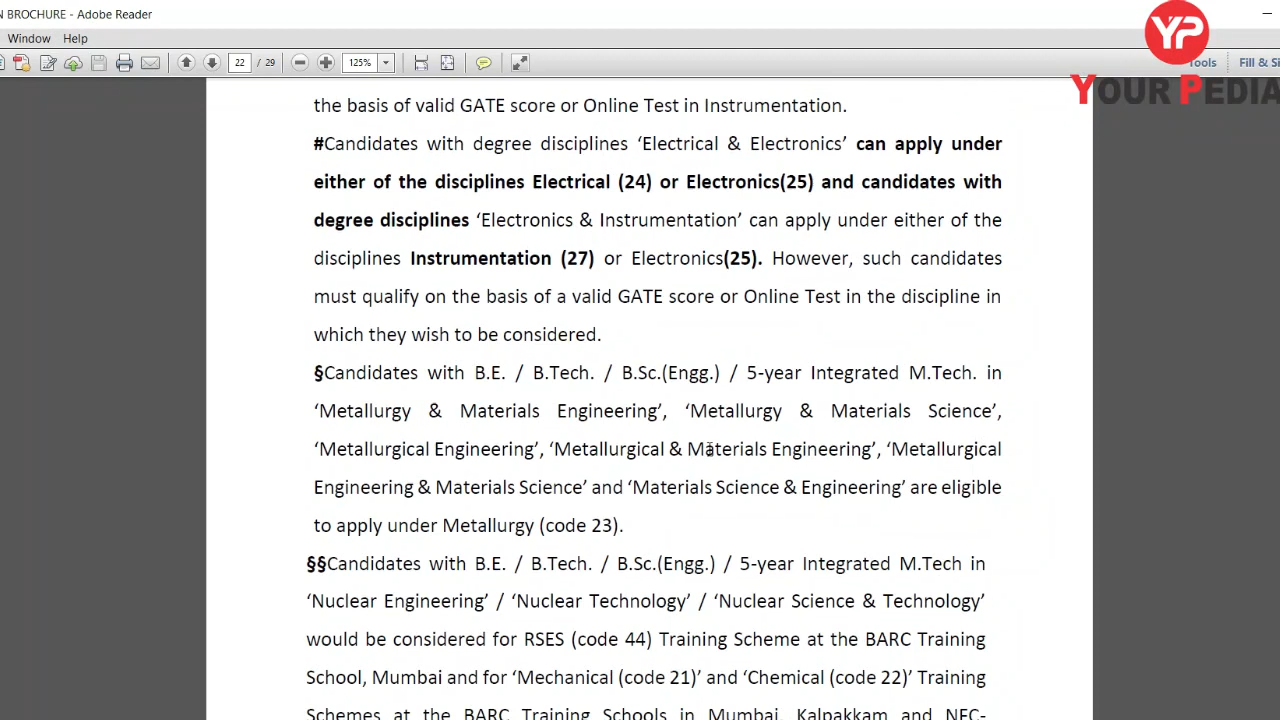 N BROCHURE - Adobe Reader
Window Help
22 / 29 125% Tools Fill &
YP
YOUR PEDIA
the basis of valid GATE score or Online Test in Instrumentation.
#Candidates with degree disciplines ‘Electrical & Electronics’ can apply under
either of the disciplines Electrical (24) or Electronics(25) and candidates with
degree disciplines ‘Electronics & Instrumentation’ can apply under either of the
disciplines Instrumentation (27) or Electronics(25). However, such candidates
must qualify on the basis of a valid GATE score or Online Test in the discipline in
which they wish to be considered.
§Candidates with B.E. / B.Tech. / B.Sc.(Engg.) / 5-year Integrated M.Tech. in
‘Metallurgy & Materials Engineering’, ‘Metallurgy & Materials Science’,
‘Metallurgical Engineering’, ‘Metallurgical & Materials Engineering’, ‘Metallurgical
Engineering & Materials Science’ and ‘Materials Science & Engineering’ are eligible
to apply under Metallurgy (code 23).
§§Candidates with B.E. / B.Tech. / B.Sc.(Engg.) / 5-year Integrated M.Tech in
‘Nuclear Engineering’ / ‘Nuclear Technology’ / ‘Nuclear Science & Technology’
would be considered for RSES (code 44) Training Scheme at the BARC Training
School, Mumbai and for ‘Mechanical (code 21)’ and ‘Chemical (code 22)’ Training
Schemes at the BARC Training Schools in Mumbai, Kalpakkam and NFC-